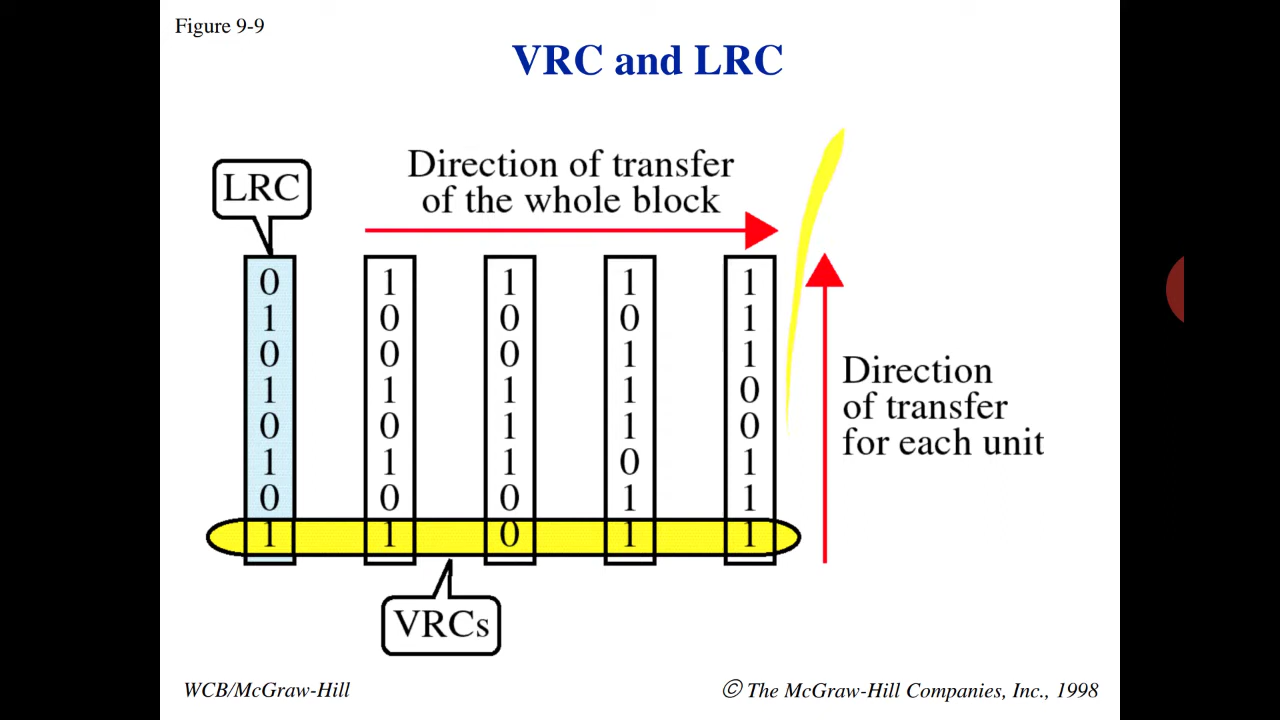 Figure 9-9
VRC and LRC
Direction of transfer
of the whole block
LRC
0 1 1 1 1
1 0 0 0 1
0 0 0 1 1
1 1 1 1 0
0 0 1 1 0
1 1 1 0 1
0 0 0 1 1
1 1 0 1 1
Direction
of transfer
for each unit
VRCs
WCB/McGraw-Hill
© The McGraw-Hill Companies, Inc., 1998